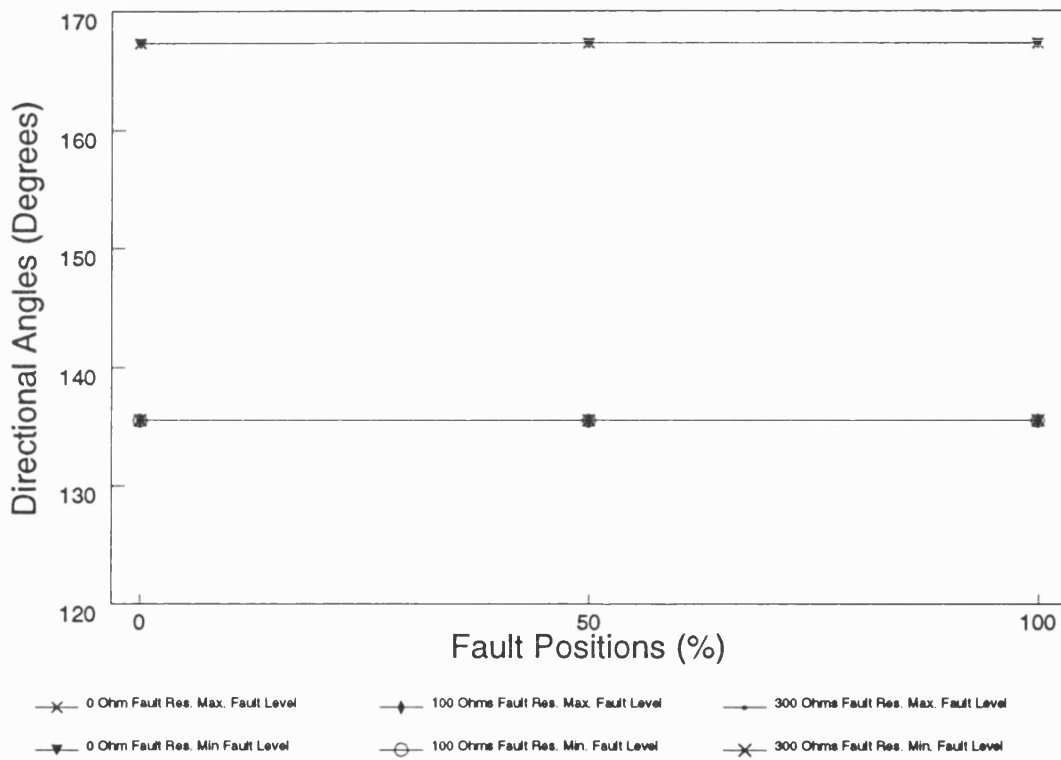 170
160
150
140
130
120
Directional Angles (Degrees)
0
50
100
Fault Positions (%)
0 Ohm Fault Res. Max. Fault Level
100 Ohms Fault Res. Max. Fault Level
300 Ohms Fault Res. Max. Fault Level
0 Ohm Fault Res. Min Fault Level
100 Ohms Fault Res. Min. Fault Level
300 Ohms Fault Res. Min. Fault Level